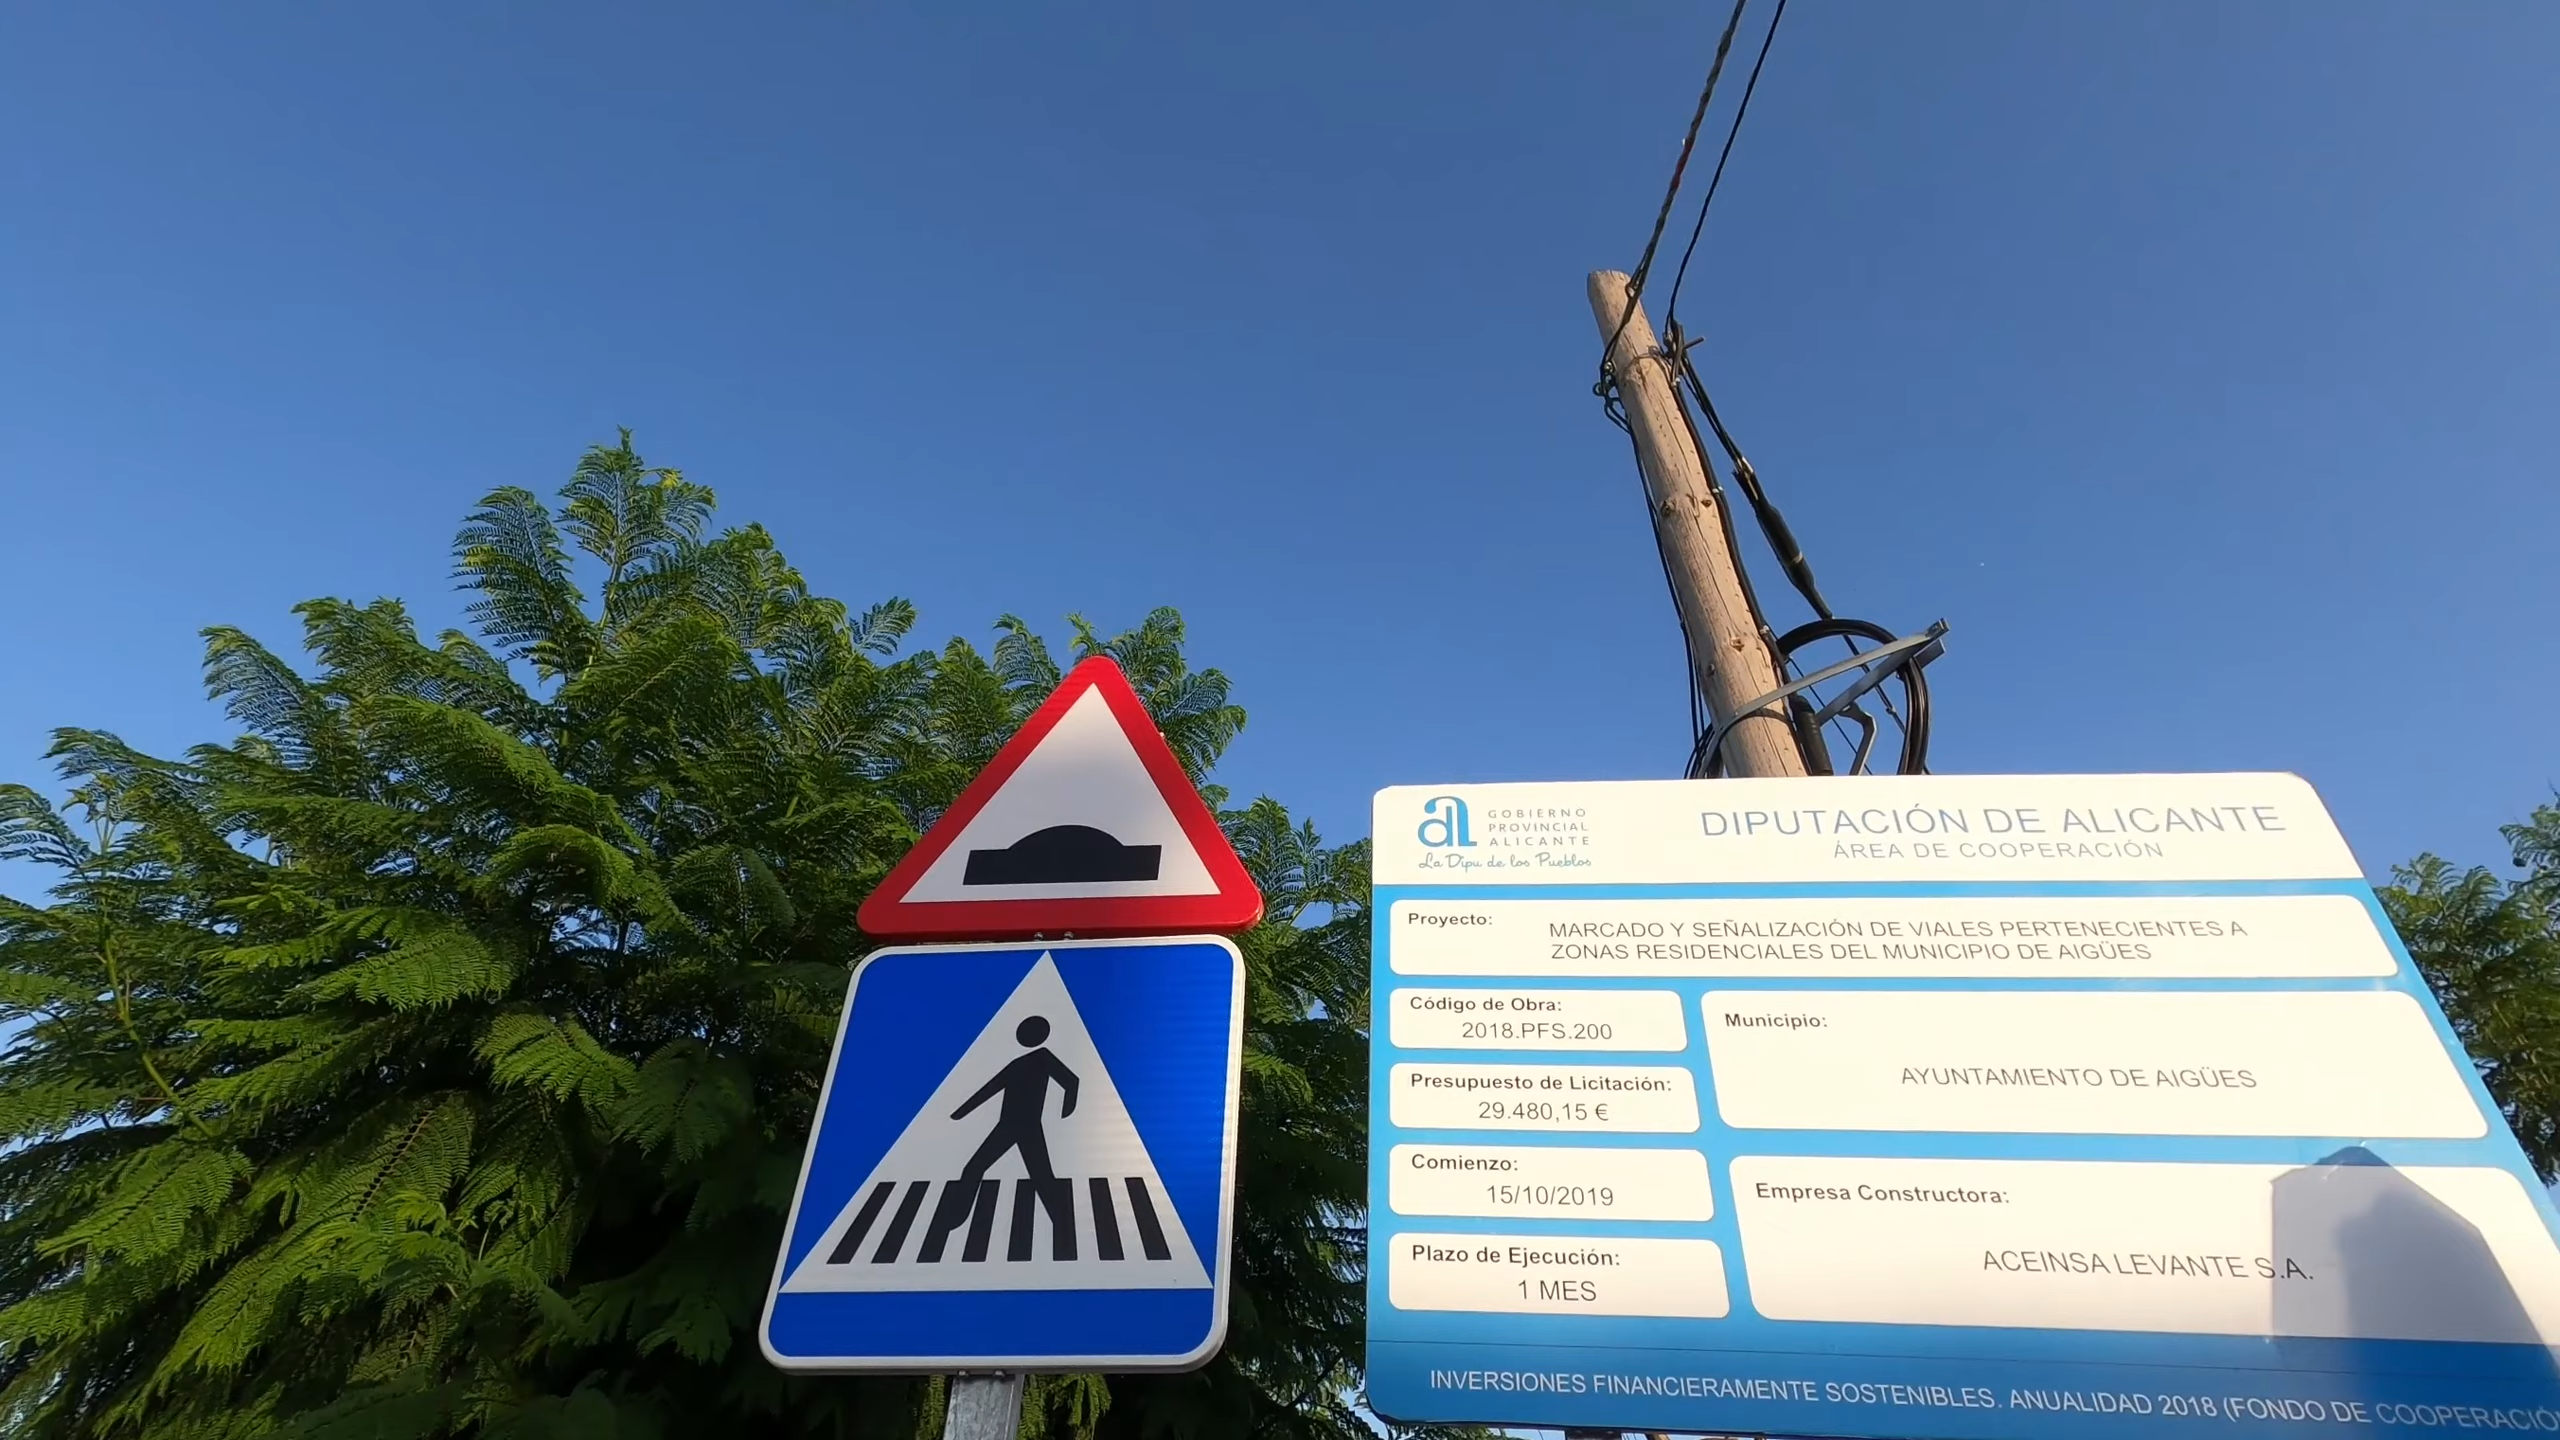 GOBIERNO
PROVINCIAL
ALICANTE
La Dipu de los Pueblos
DIPUTACIÓN DE ALICANTE
ÁREA DE COOPERACIÓN
Proyecto:
MARCADO Y SEÑALIZACIÓN DE VIALES PERTENECIENTES A
ZONAS RESIDENCIALES DEL MUNICIPIO DE AIGÜES
Código de Obra:
2018.PFS.200
Presupuesto de Licitación:
29.480,15 €
Comienzo:
15/10/2019
Plazo de Ejecución:
1 MES
Municipio:
AYUNTAMIENTO DE AIGÜES
Empresa Constructora:
ACEINSA LEVANTE S.A.
INVERSIONES FINANCIERAMENTE SOSTENIBLES. ANUALIDAD 2018 (FONDO DE COOPERACIÓ